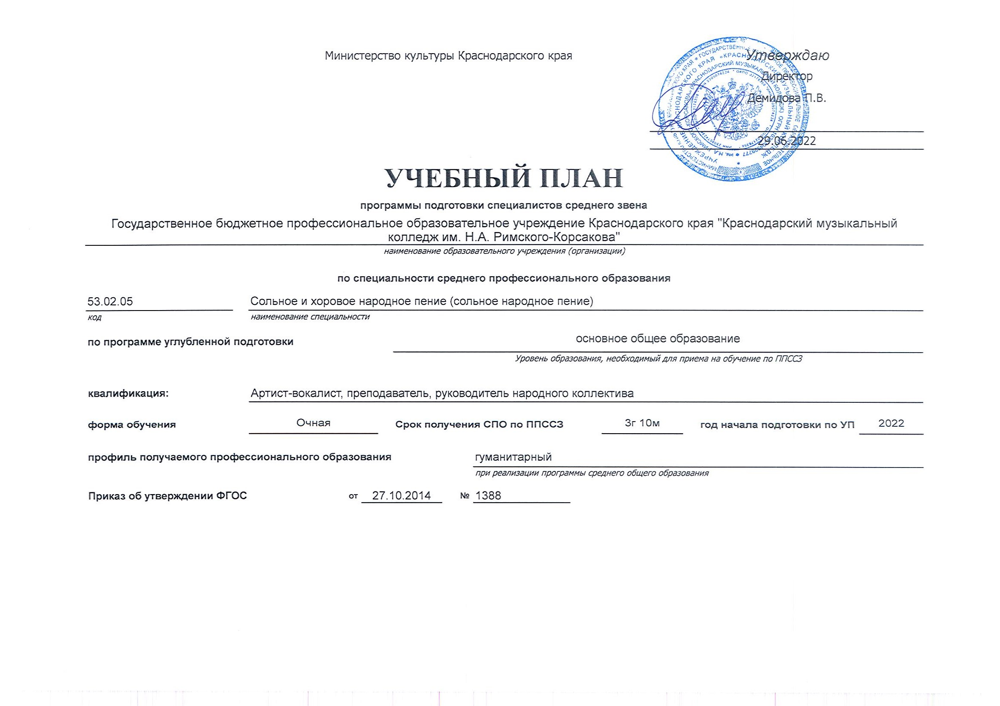 Министерство культуры Краснодарского края
Утверждаю
Директор
Демидова П.В.
29.06.2022
УЧЕБНЫЙ ПЛАН
программы подготовки специалистов среднего звена
Государственное бюджетное профессиональное образовательное учреждение Краснодарского края "Краснодарский музыкальный
колледж им. Н.А. Римского-Корсакова"
наименование образовательного учреждения (организации)
по специальности среднего профессионального образования
53.02.05 Сольное и хоровое народное пение (сольное народное пение)
код наименование специальности
по программе углубленной подготовки основное общее образование
Уровень образования, необходимый для приема на обучение по ППССЗ
квалификация: Артист-вокалист, преподаватель, руководитель народного коллектива
форма обучения Очная Срок получения СПО по ППССЗ 3г 10м год начала подготовки по УП 2022
профиль получаемого профессионального образования гуманитарный
при реализации программы среднего общего образования
Приказ об утверждении ФГОС от 27.10.2014 № 1388